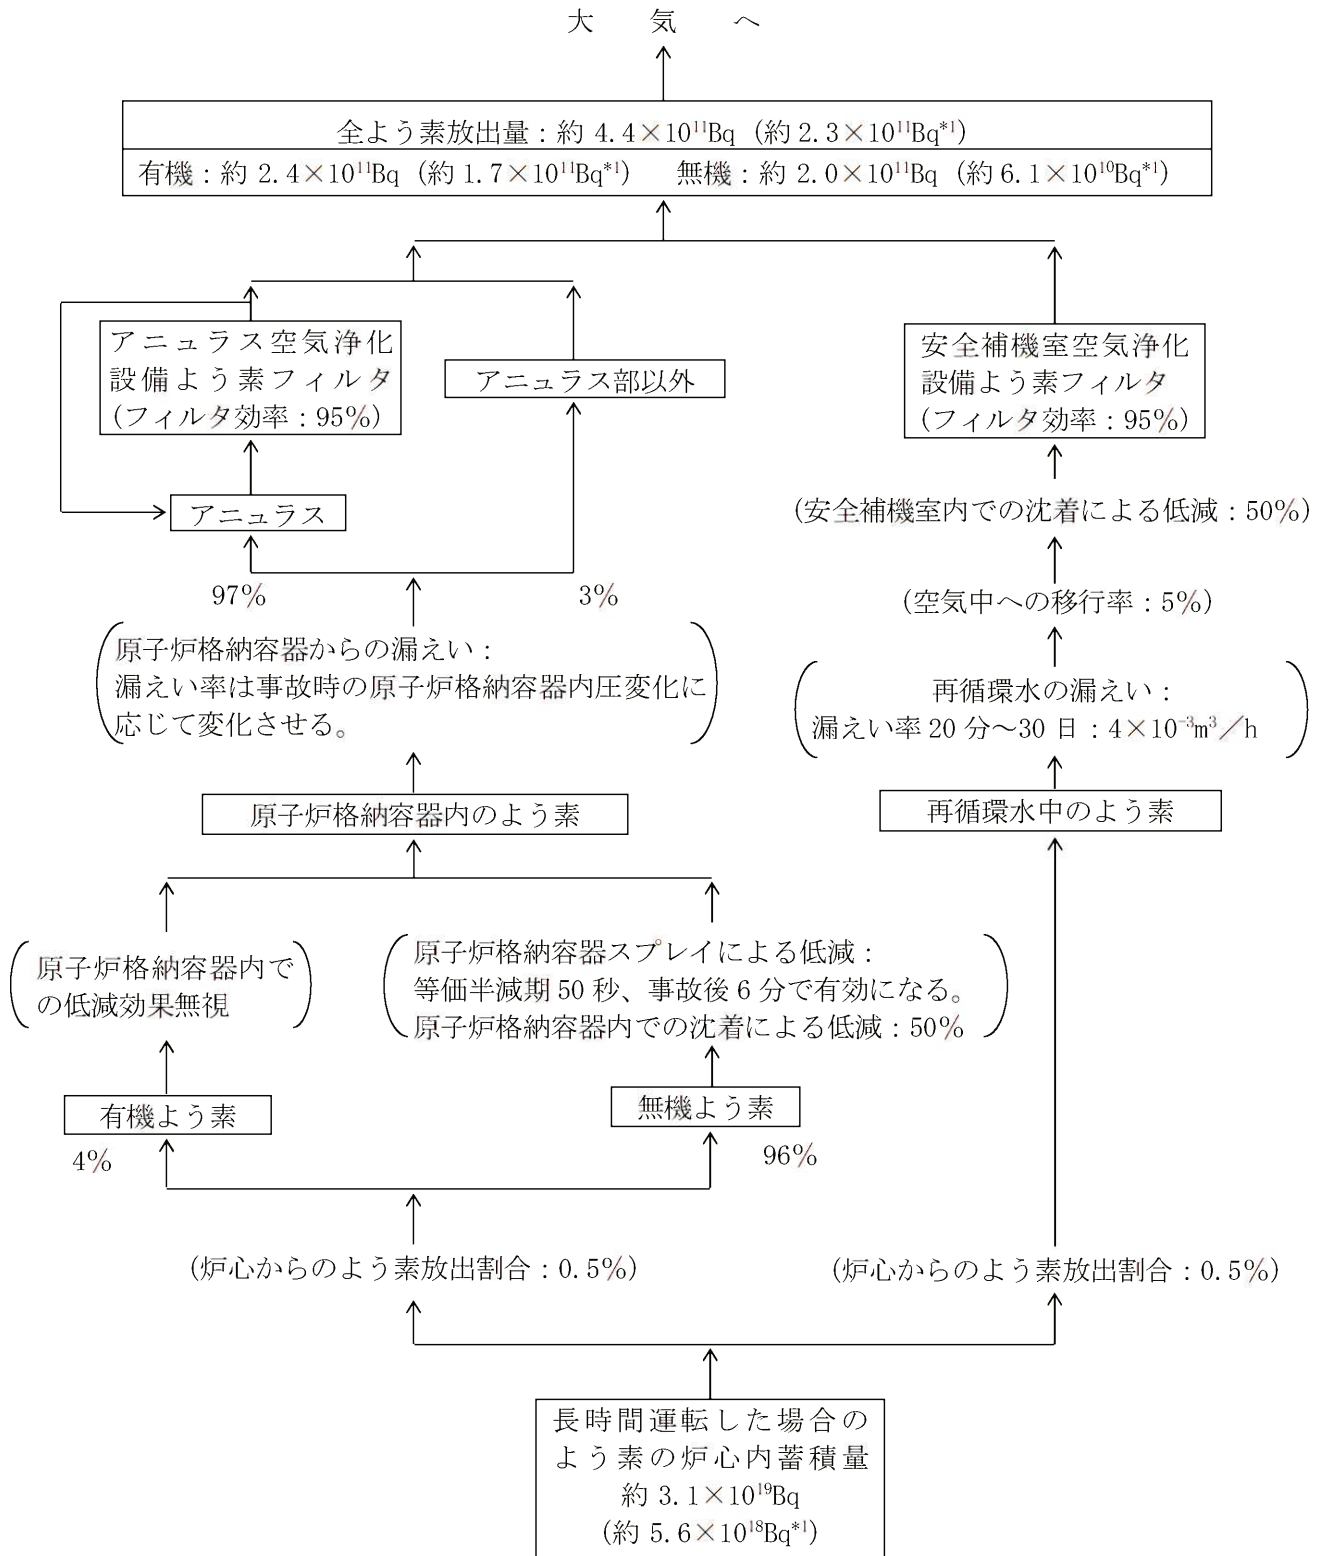 大 気 へ
全よう素放出量：約 4.4×10¹¹Bq (約 2.3×10¹¹Bq*¹)
有機：約 2.4×10¹¹Bq (約 1.7×10¹¹Bq*¹) 無機：約 2.0×10¹¹Bq (約 6.1×10¹⁰Bq*¹)
アニュラス空気浄化
設備よう素フィルタ
(フィルタ効率：95%)
アニュラス部以外
安全補機室空気浄化
設備よう素フィルタ
(フィルタ効率：95%)
アニュラス
(安全補機室内での沈着による低減：50%)
97%
3%
(空気中への移行率：5%)
原子炉格納容器からの漏えい：
漏えい率は事故時の原子炉格納容器内圧変化に
応じて変化させる。
再循環水の漏えい：
漏えい率 20 分～30 日：4×10⁻³m³／h
原子炉格納容器内のよう素
再循環水中のよう素
原子炉格納容器内で
の低減効果無視
原子炉格納容器スプレイによる低減：
等価半減期 50 秒、事故後 6 分で有効になる。
原子炉格納容器内での沈着による低減：50%
有機よう素
無機よう素
4%
96%
(炉心からのよう素放出割合：0.5%)
(炉心からのよう素放出割合：0.5%)
長時間運転した場合の
よう素の炉心内蓄積量
約 3.1×10¹⁹Bq
(約 5.6×10¹⁸Bq*¹)